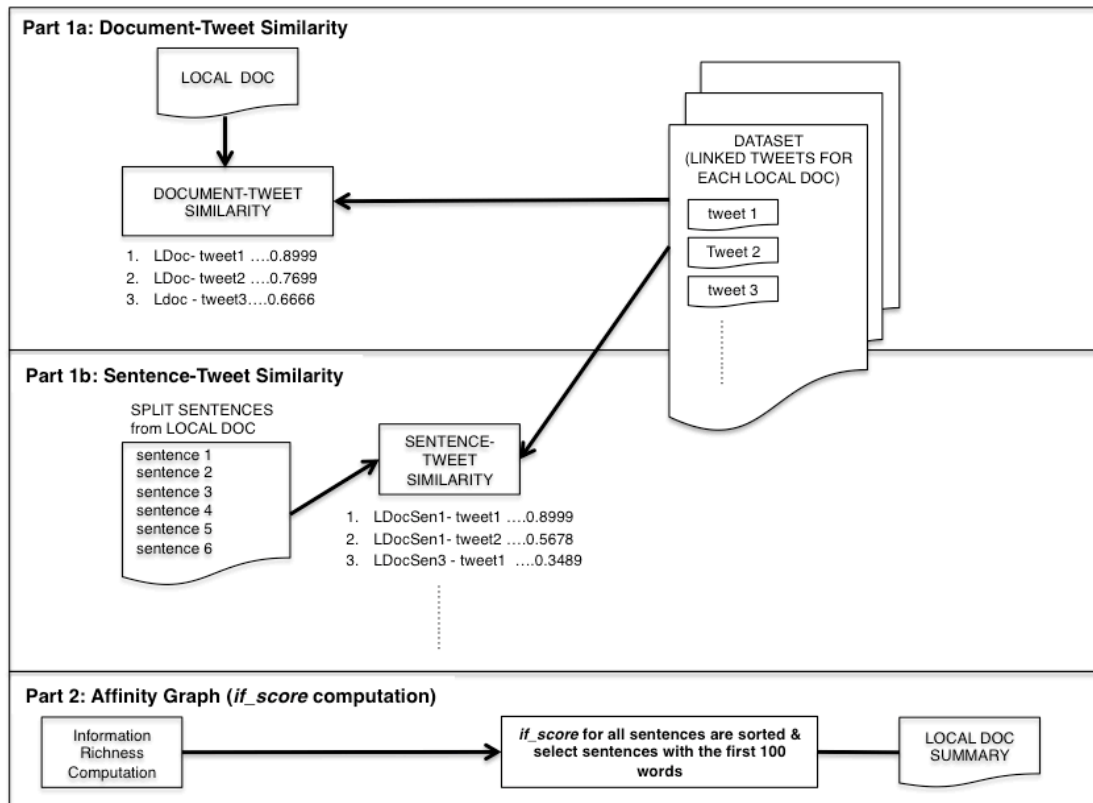 Part 1a: Document-Tweet Similarity
LOCAL DOC
DOCUMENT-TWEET
SIMILARITY
1. LDoc- tweet1 ....0.8999
2. LDoc- tweet2 ....0.7699
3. Ldoc - tweet3....0.6666
DATASET
(LINKED TWEETS FOR
EACH LOCAL DOC)
tweet 1
Tweet 2
tweet 3
Part 1b: Sentence-Tweet Similarity
SPLIT SENTENCES
from LOCAL DOC
sentence 1
sentence 2
sentence 3
sentence 4
sentence 5
sentence 6
SENTENCE-
TWEET
SIMILARITY
1. LDocSen1- tweet1 ....0.8999
2. LDocSen1- tweet2 ....0.5678
3. LDocSen3 - tweet1 ....0.3489
Part 2: Affinity Graph (if_score computation)
Information
Richness
Computation
if_score for all sentences are sorted &
select sentences with the first 100
words
LOCAL DOC
SUMMARY